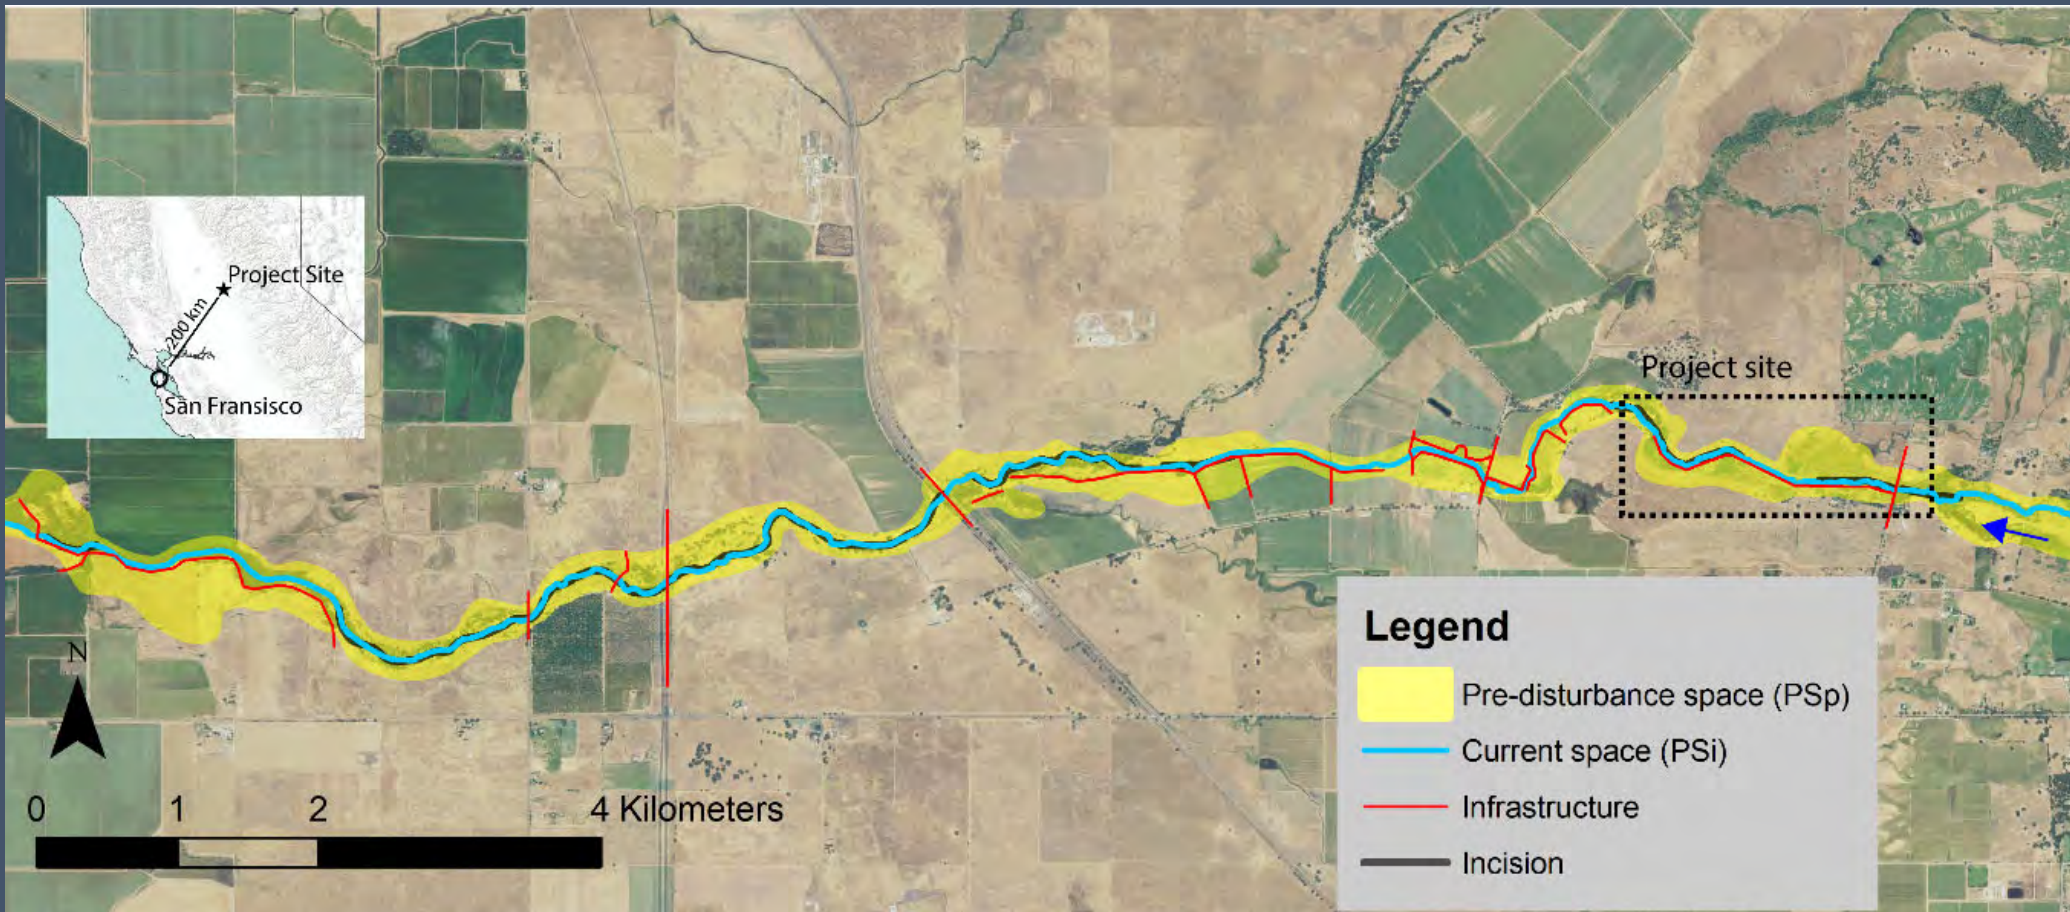 Project Site
200 km
San Fransisco
Project site
N
0 1 2 4 Kilometers
Legend
Pre-disturbance space (PSp)
Current space (PSi)
Infrastructure
Incision